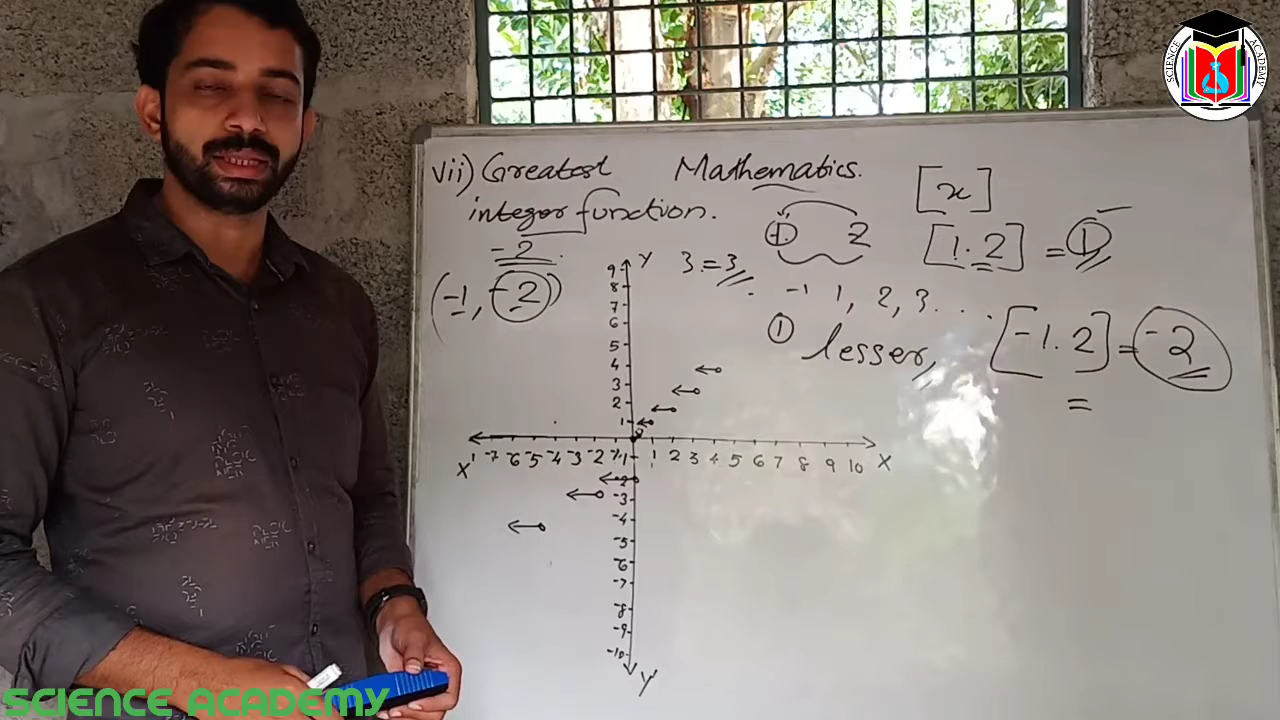 SCIENCE ACADEMY
vii) Greatest Mathematics. [x]
integer function. -1 2 [1.2] = 1
-2.
(-1, -2) 3.=3 -1 1, 2, 3....
1 lesser, [-1.2] = -2
=
Y
9
8
7
6
5
4
3
2
1
X' -7 -6 -5 -4 -3 -2 -1 1 2 3 4 5 6 7 8 9 10 X
-2
-3
-4
-5
-6
-7
-8
-9
-10
Y'
SCIENCE ACADEMY